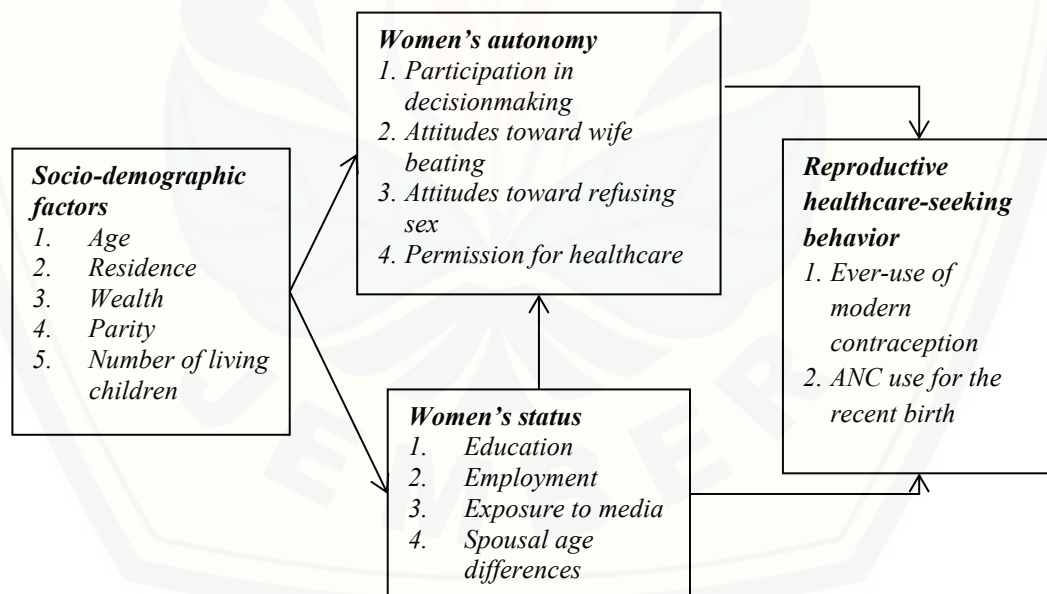 Socio-demographic
factors
1. Age
2. Residence
3. Wealth
4. Parity
5. Number of living
children
Women’s autonomy
1. Participation in
decisionmaking
2. Attitudes toward wife
beating
3. Attitudes toward refusing
sex
4. Permission for healthcare
Women’s status
1. Education
2. Employment
3. Exposure to media
4. Spousal age
differences
Reproductive
healthcare-seeking
behavior
1. Ever-use of
modern
contraception
2. ANC use for the
recent birth
JEMBER